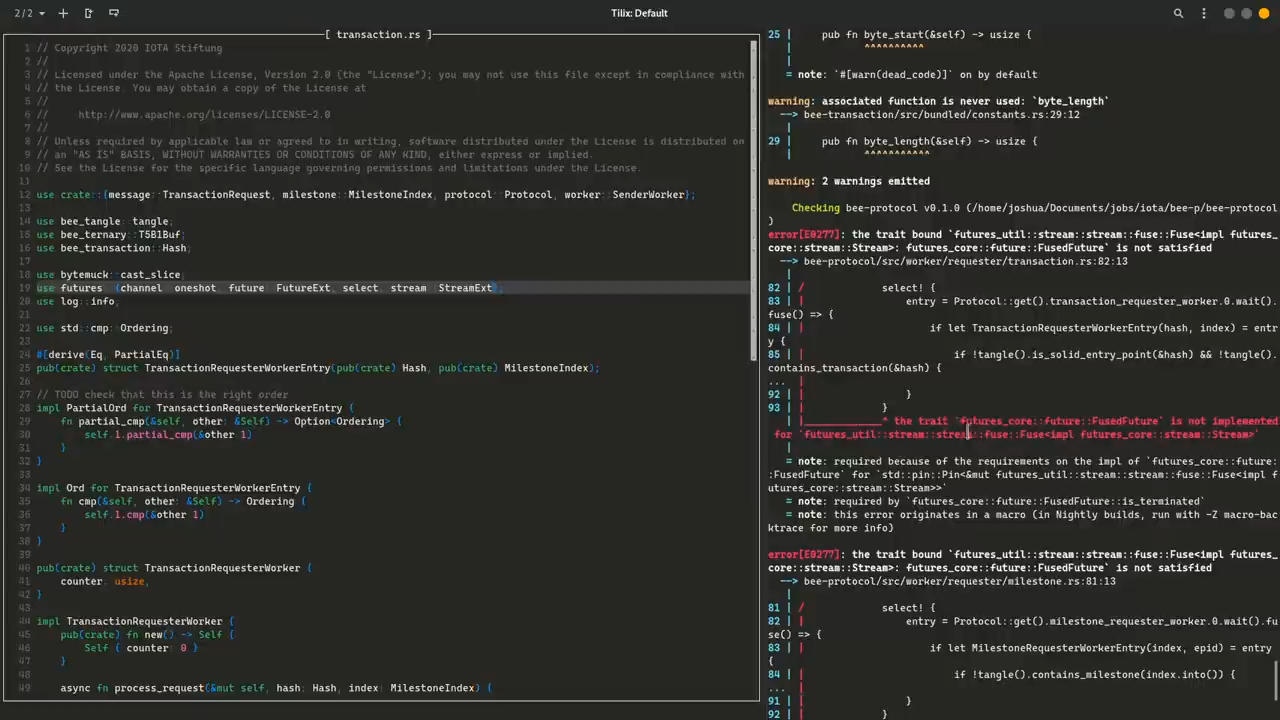 2/2
Tilix: Default
[ transcription.rs ]
1 // Copyright 2020 IOTA Stiftung
2 //
3 // Licensed under the Apache License, Version 2.0 (the "License"); you may not use this file except in compliance with
4 // the License. You may obtain a copy of the License at
5 //
6 //     http://www.apache.org/licenses/LICENSE-2.0
7 //
8 // Unless required by applicable law or agreed to in writing, software distributed under the License is distributed on
9 // an "AS IS" BASIS, WITHOUT WARRANTIES OR CONDITIONS OF ANY KIND, either express or implied.
10 // See the License for the specific language governing permissions and limitations under the License.
11
12 use crate::{message::TransactionRequest, milestone::MilestoneIndex, protocol::Protocol, worker::SenderWorker};
13
14 use bee_tangle::tangle;
15 use bee_ternary::T5B1Buf;
16 use bee_transaction::Hash;
17
18 use bytemuck::cast_slice;
19 use futures::{channel::oneshot, future::FutureExt, select, stream::StreamExt};
20 use log::info;
21
22 use std::cmp::Ordering;
23
24 #[derive(Eq, PartialEq)]
25 pub(crate) struct TransactionRequesterWorkerEntry(pub(crate) Hash, pub(crate) MilestoneIndex);
26
27 // TODO check that this is the right order
28 impl PartialOrd for TransactionRequesterWorkerEntry {
29     fn partial_cmp(&self, other: &Self) -> Option<Ordering> {
30         self.1.partial_cmp(&other.1)
31     }
32 }
33
34 impl Ord for TransactionRequesterWorkerEntry {
35     fn cmp(&self, other: &Self) -> Ordering {
36         self.1.cmp(&other.1)
37     }
38 }
39
40 pub(crate) struct TransactionRequesterWorker {
41     counter: usize,
42 }
43
44 impl TransactionRequesterWorker {
45     pub(crate) fn new() -> Self {
46         Self { counter: 0 }
47     }
48
49     async fn process_request(&mut self, hash: Hash, index: MilestoneIndex) {
25 |     pub fn byte_start(&self) -> usize {
   |            ^^^^^^^^^^
   |
   = note: `#[warn(dead_code)]` on by default
warning: associated function is never used: `byte_length`
  --> bee-transaction/src/bundled/constants.rs:29:12
   |
29 |     pub fn byte_length(&self) -> usize {
   |            ^^^^^^^^^^^
warning: 2 warnings emitted
    Checking bee-protocol v0.1.0 (/home/joshua/Documents/jobs/iota/bee-p/bee-protocol
)
error[E0277]: the trait bound `futures_util::stream::stream::fuse::Fuse<impl futures_
core::stream::Stream>: futures_core::future::FusedFuture` is not satisfied
  --> bee-protocol/src/worker/requester/transaction.rs:82:13
   |
82 | /             select! {
83 | |                 entry = Protocol::get().transaction_requester_worker.0.wait().
fuse() => {
84 | |                     if let TransactionRequesterWorkerEntry(hash, index) = entr
y {
85 | |                         if !tangle().is_solid_entry_point(&hash) && !tangle().
contains_transaction(&hash) {
... |
92 | |                 }
93 | |             }
   | |_____________^ the trait `futures_core::future::FusedFuture` is not implemented
 for `futures_util::stream::stream::fuse::Fuse<impl futures_core::stream::Stream>`
   |
   = note: required because of the requirements on the impl of `futures_core::future:
:FusedFuture` for `std::pin::Pin<&mut futures_util::stream::stream::fuse::Fuse<impl f
utures_core::stream::Stream>>`
   = note: required by `futures_core::future::FusedFuture::is_terminated`
   = note: this error originates in a macro (in Nightly builds, run with -Z macro-bac
ktrace for more info)
error[E0277]: the trait bound `futures_util::stream::stream::fuse::Fuse<impl futures_
core::stream::Stream>: futures_core::future::FusedFuture` is not satisfied
  --> bee-protocol/src/worker/requester/milestone.rs:81:13
   |
81 | /             select! {
82 | |                 entry = Protocol::get().milestone_requester_worker.0.wait().fu
se() => {
83 | |                     if let MilestoneRequesterWorkerEntry(index, epid) = entry
{
84 | |                         if !tangle().contains_milestone(index.into()) {
... |
91 | |                 }
92 | |             }